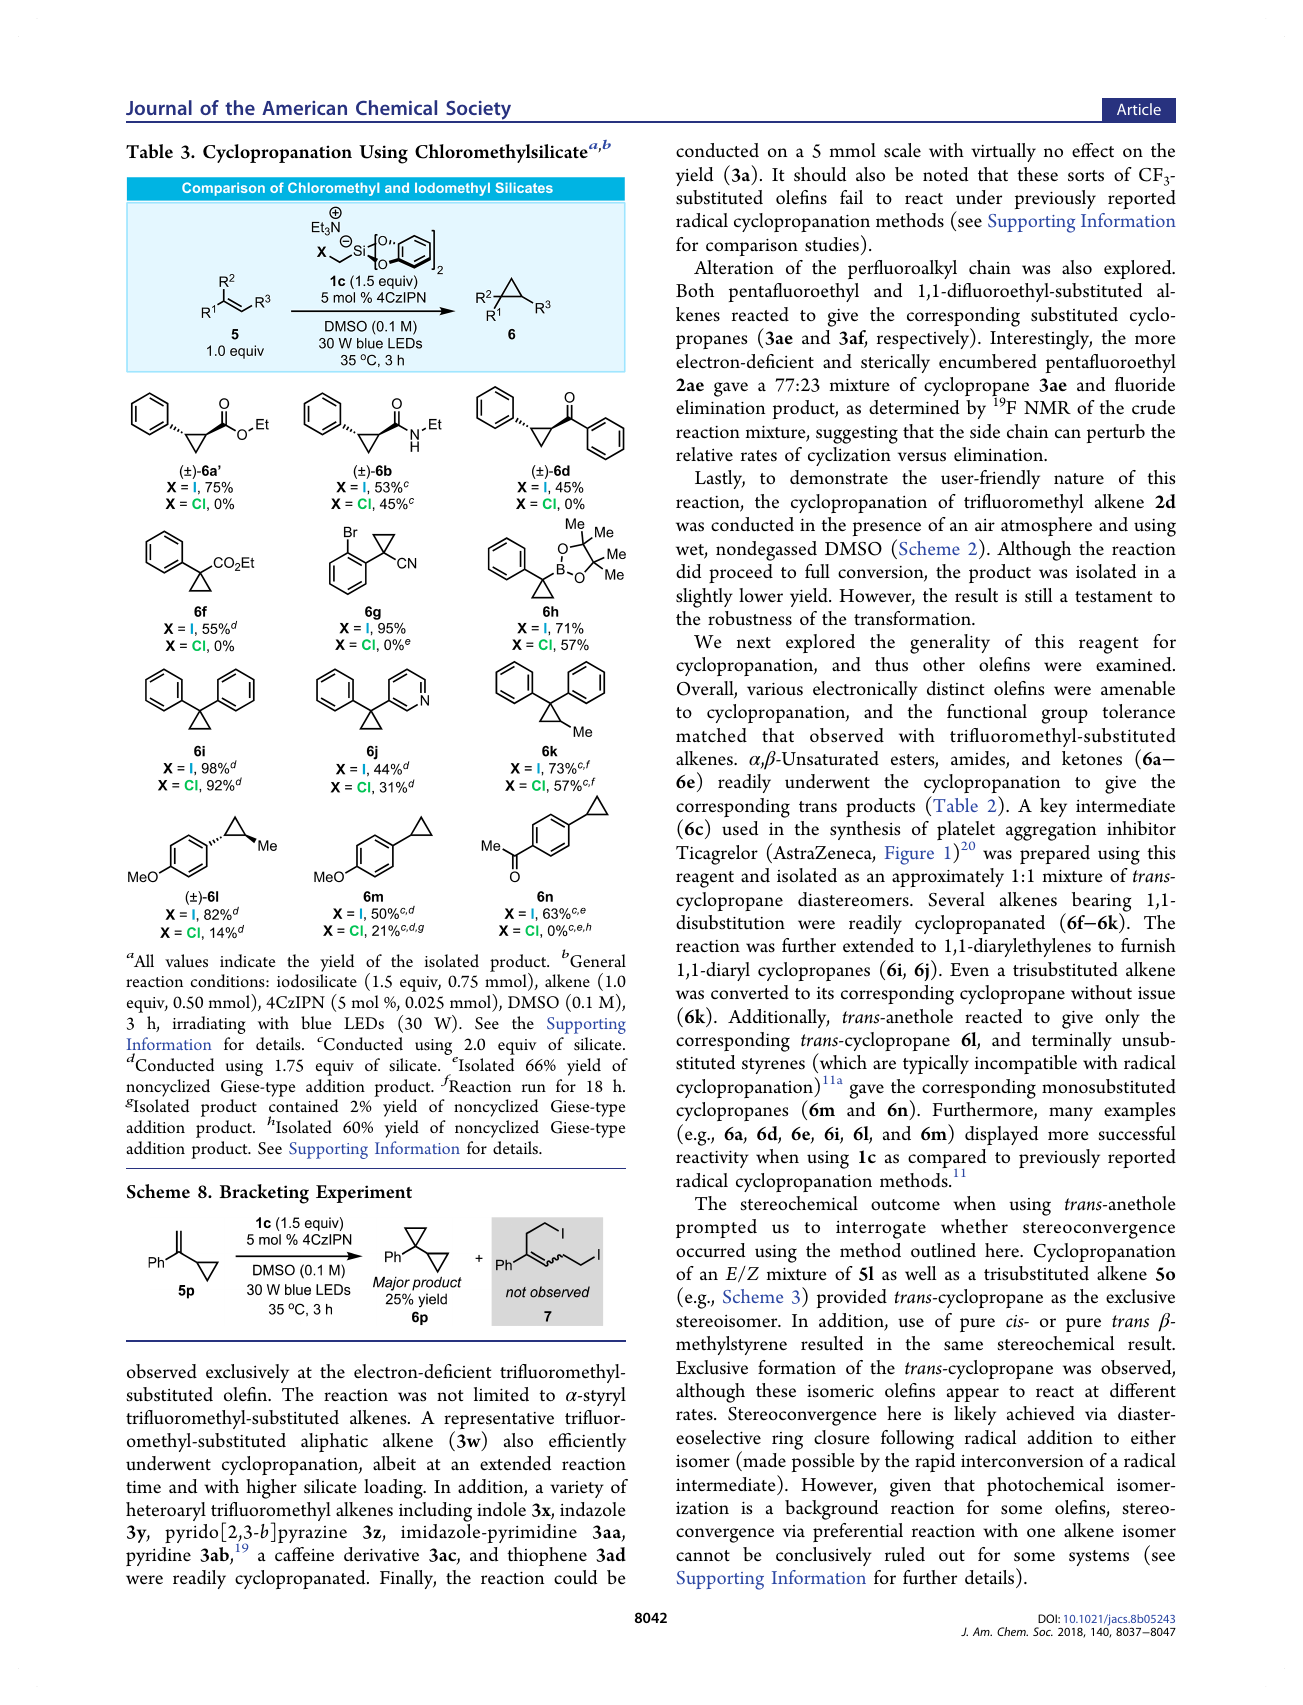 Journal of the American Chemical Society
Article
Table 3. Cyclopropanation Using Chloromethylsilicateᵃ,ᵇ
Comparison of Chloromethyl and Iodomethyl Silicates
⊕
Et₃N
⊖
X
Si
O
O
2
R²
R¹
R³
5
1.0 equiv
1c (1.5 equiv)
5 mol % 4CzIPN
DMSO (0.1 M)
30 W blue LEDs
35 ºC, 3 h
R²
R¹
R³
6
O
O
Et
(±)-6a'
X = I, 75%
X = Cl, 0%
O
N
H
Et
(±)-6b
X = I, 53%ᶜ
X = Cl, 45%ᶜ
O
(±)-6d
X = I, 45%
X = Cl, 0%
CO₂Et
6f
X = I, 55%ᵈ
X = Cl, 0%
Br
CN
6g
X = I, 95%
X = Cl, 0%ᵉ
Me
Me
Me
Me
O
B
O
6h
X = I, 71%
X = Cl, 57%
6i
X = I, 98%ᵈ
X = Cl, 92%ᵈ
N
6j
X = I, 44%ᵈ
X = Cl, 31%ᵈ
Me
6k
X = I, 73%ᶜ,ᶠ
X = Cl, 57%ᶜ,ᶠ
Me
MeO
(±)-6l
X = I, 82%ᵈ
X = Cl, 14%ᵈ
MeO
6m
X = I, 50%ᶜ,ᵈ
X = Cl, 21%ᶜ,ᵈ,ᵍ
Me
O
6n
X = I, 63%ᶜ,ᵉ
X = Cl, 0%ᶜ,ᵉ,ʰ
ᵃAll values indicate the yield of the isolated product. ᵇGeneral
reaction conditions: iodosilicate (1.5 equiv, 0.75 mmol), alkene (1.0
equiv, 0.50 mmol), 4CzIPN (5 mol %, 0.025 mmol), DMSO (0.1 M),
3 h, irradiating with blue LEDs (30 W). See the Supporting
Information for details. ᶜConducted using 2.0 equiv of silicate.
ᵈConducted using 1.75 equiv of silicate. ᵉIsolated 66% yield of
noncyclized Giese-type addition product. ᶠReaction run for 18 h.
ᵍIsolated product contained 2% yield of noncyclized Giese-type
addition product. ʰIsolated 60% yield of noncyclized Giese-type
addition product. See Supporting Information for details.
Scheme 8. Bracketing Experiment
Ph
5p
1c (1.5 equiv)
5 mol % 4CzIPN
DMSO (0.1 M)
30 W blue LEDs
35 ºC, 3 h
Ph
Major product
25% yield
6p
+
I
I
Ph
not observed
7
observed exclusively at the electron-deficient trifluoromethyl-
substituted olefin. The reaction was not limited to α-styryl
trifluoromethyl-substituted alkenes. A representative trifluor-
omethyl-substituted aliphatic alkene (3w) also efficiently
underwent cyclopropanation, albeit at an extended reaction
time and with higher silicate loading. In addition, a variety of
heteroaryl trifluoromethyl alkenes including indole 3x, indazole
3y, pyrido[2,3-b]pyrazine 3z, imidazole-pyrimidine 3aa,
pyridine 3ab,¹⁹ a caffeine derivative 3ac, and thiophene 3ad
were readily cyclopropanated. Finally, the reaction could be
conducted on a 5 mmol scale with virtually no effect on the
yield (3a). It should also be noted that these sorts of CF₃-
substituted olefins fail to react under previously reported
radical cyclopropanation methods (see Supporting Information
for comparison studies).
Alteration of the perfluoroalkyl chain was also explored.
Both pentafluoroethyl and 1,1-difluoroethyl-substituted al-
kenes reacted to give the corresponding substituted cyclo-
propanes (3ae and 3af, respectively). Interestingly, the more
electron-deficient and sterically encumbered pentafluoroethyl
2ae gave a 77:23 mixture of cyclopropane 3ae and fluoride
elimination product, as determined by ¹⁹F NMR of the crude
reaction mixture, suggesting that the side chain can perturb the
relative rates of cyclization versus elimination.
Lastly, to demonstrate the user-friendly nature of this
reaction, the cyclopropanation of trifluoromethyl alkene 2d
was conducted in the presence of an air atmosphere and using
wet, nondegassed DMSO (Scheme 2). Although the reaction
did proceed to full conversion, the product was isolated in a
slightly lower yield. However, the result is still a testament to
the robustness of the transformation.
We next explored the generality of this reagent for
cyclopropanation, and thus other olefins were examined.
Overall, various electronically distinct olefins were amenable
to cyclopropanation, and the functional group tolerance
matched that observed with trifluoromethyl-substituted
alkenes. α,β-Unsaturated esters, amides, and ketones (6a−
6e) readily underwent the cyclopropanation to give the
corresponding trans products (Table 2). A key intermediate
(6c) used in the synthesis of platelet aggregation inhibitor
Ticagrelor (AstraZeneca, Figure 1)²⁰ was prepared using this
reagent and isolated as an approximately 1:1 mixture of trans-
cyclopropane diastereomers. Several alkenes bearing 1,1-
disubstitution were readily cyclopropanated (6f−6k). The
reaction was further extended to 1,1-diarylethylenes to furnish
1,1-diaryl cyclopropanes (6i, 6j). Even a trisubstituted alkene
was converted to its corresponding cyclopropane without issue
(6k). Additionally, trans-anethole reacted to give only the
corresponding trans-cyclopropane 6l, and terminally unsub-
stituted styrenes (which are typically incompatible with radical
cyclopropanation)¹¹ᵃ gave the corresponding monosubstituted
cyclopropanes (6m and 6n). Furthermore, many examples
(e.g., 6a, 6d, 6e, 6i, 6l, and 6m) displayed more successful
reactivity when using 1c as compared to previously reported
radical cyclopropanation methods.¹¹
The stereochemical outcome when using trans-anethole
prompted us to interrogate whether stereoconvergence
occurred using the method outlined here. Cyclopropanation
of an E/Z mixture of 5l as well as a trisubstituted alkene 5o
(e.g., Scheme 3) provided trans-cyclopropane as the exclusive
stereoisomer. In addition, use of pure cis- or pure trans β-
methylstyrene resulted in the same stereochemical result.
Exclusive formation of the trans-cyclopropane was observed,
although these isomeric olefins appear to react at different
rates. Stereoconvergence here is likely achieved via diaster-
eoselective ring closure following radical addition to either
isomer (made possible by the rapid interconversion of a radical
intermediate). However, given that photochemical isomer-
ization is a background reaction for some olefins, stereo-
convergence via preferential reaction with one alkene isomer
cannot be conclusively ruled out for some systems (see
Supporting Information for further details).
8042
DOI: 10.1021/jacs.8b05243
J. Am. Chem. Soc. 2018, 140, 8037−8047